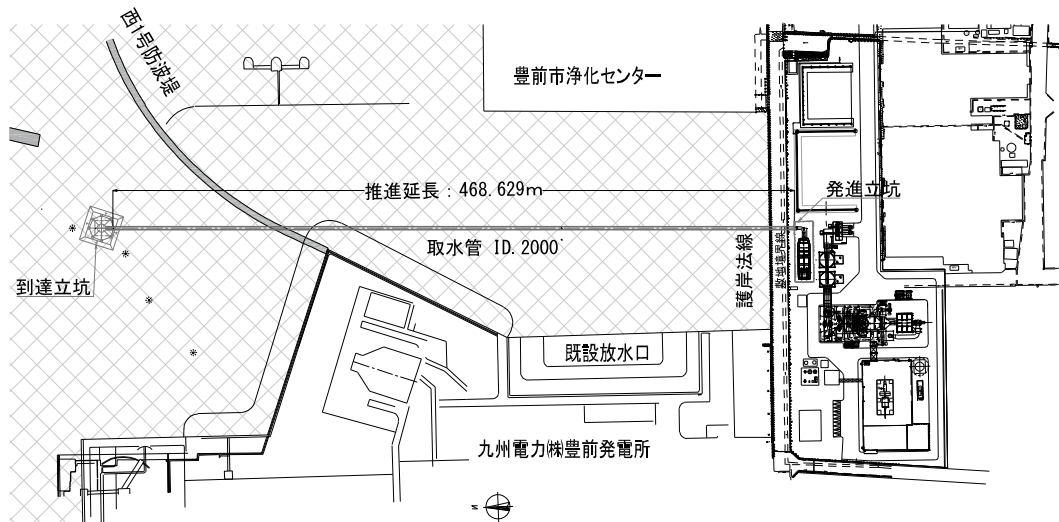 西1号防波堤
豊前市浄化センター
推進延長：468.629m
発進立坑
取水管 ID.2000
到達立坑
護岸法線
敷地境界線
既設放水口
九州電力㈱豊前発電所
N